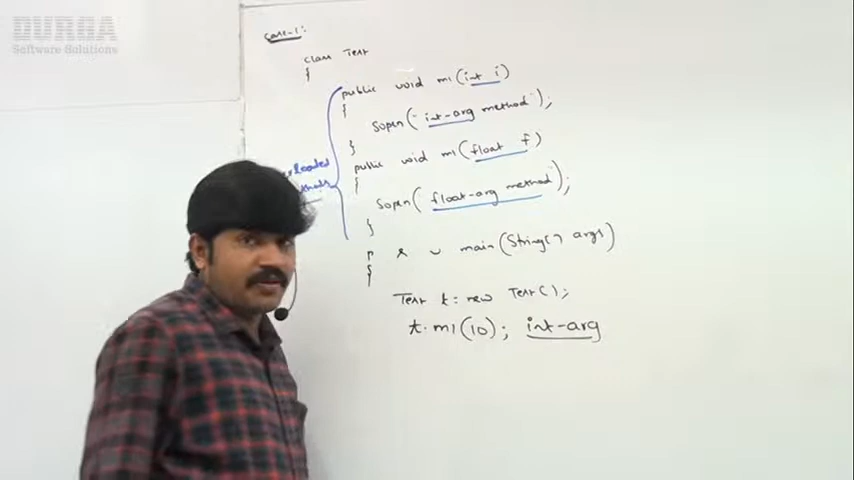 DURGA
Software Solutions
Case-1:
class Test
{
public void m1(int i)
{
Sopln("int-arg method");
}
public void m1(float f)
{
Sopln("float-arg method");
}
loaded
p s v main(String[] args)
{
Test t = new Test();
t.m1(10); int-arg